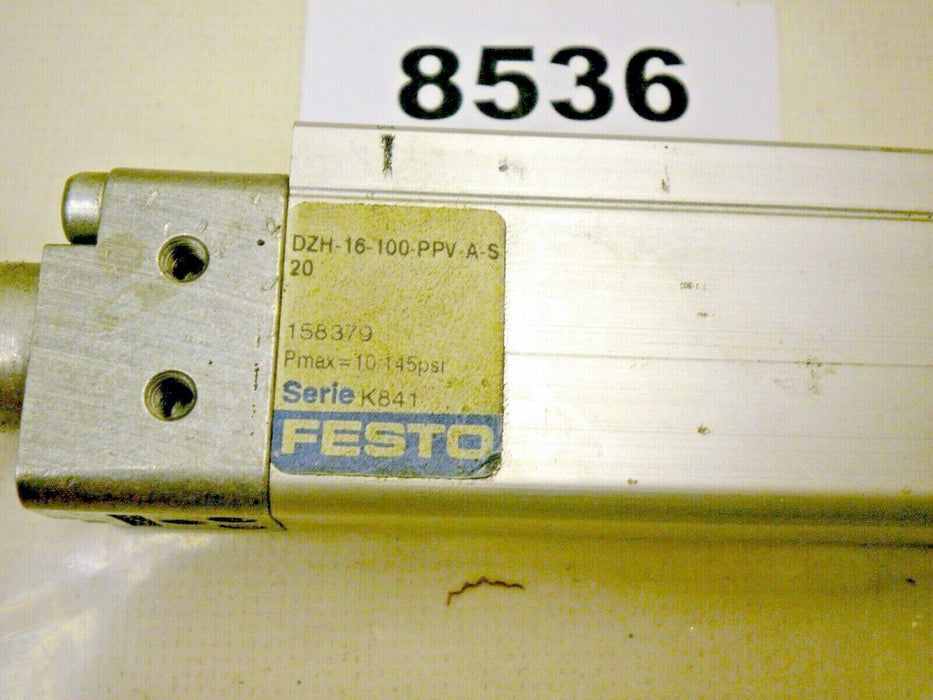 8536
DZH-16-100-PPV-A-S
20
158379
Pmax=10:145psi
Serie K841
FESTO